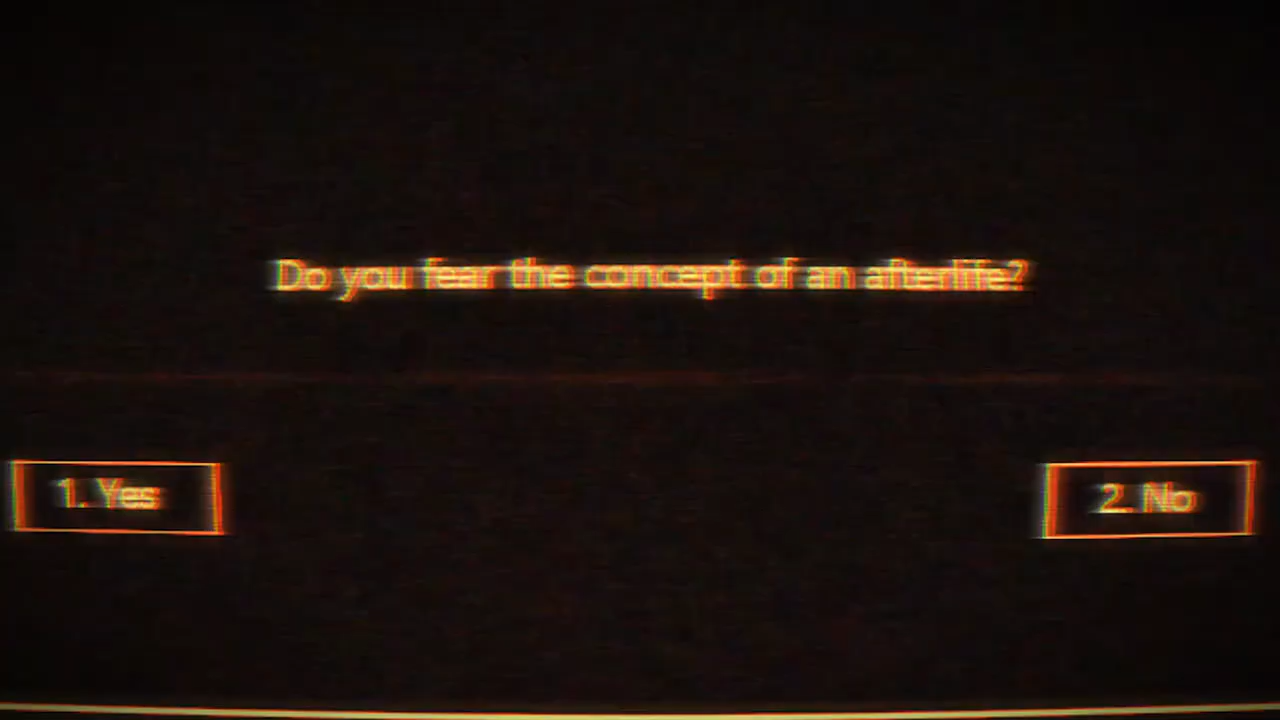 Do you fear the concept of an afterlife?
1. Yes
2. No